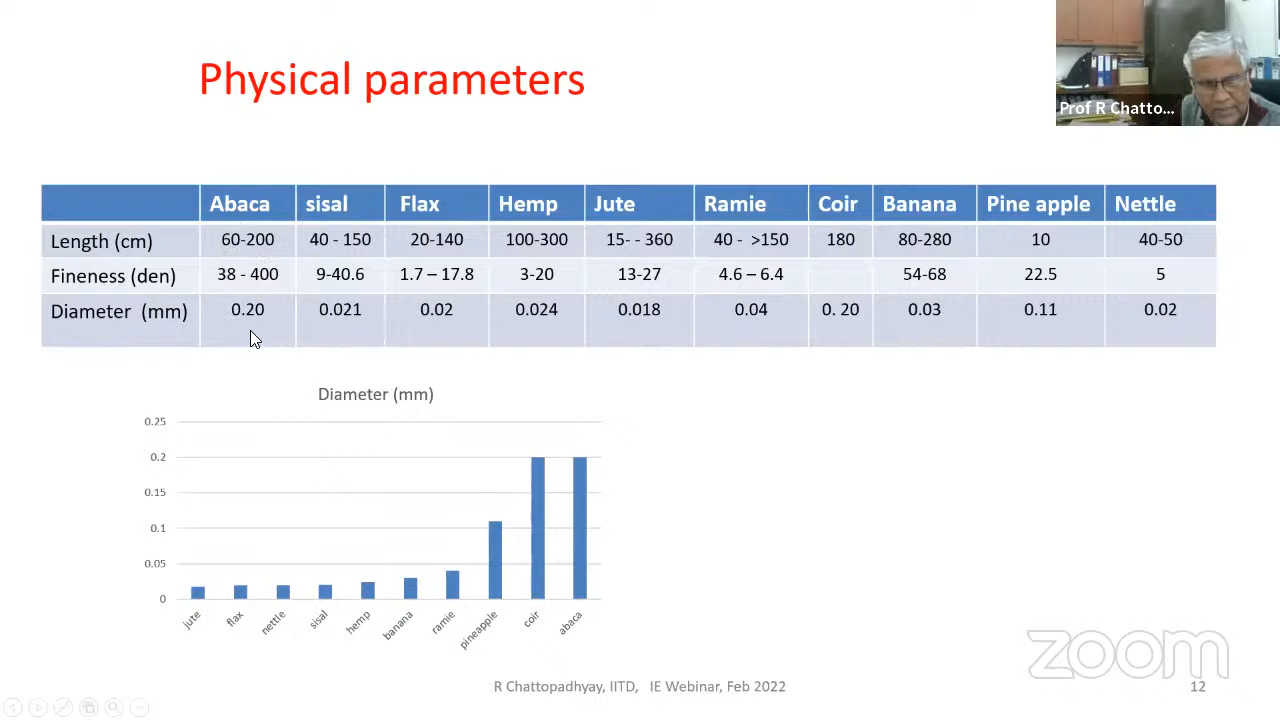 Physical parameters
Prof R Chatto...
Abaca sisal Flax Hemp Jute Ramie Coir Banana Pine apple Nettle
Length (cm) 60-200 40 - 150 20-140 100-300 15- - 360 40 - >150 180 80-280 10 40-50
Fineness (den) 38 - 400 9-40.6 1.7 – 17.8 3-20 13-27 4.6 – 6.4 54-68 22.5 5
Diameter (mm) 0.20 0.021 0.02 0.024 0.018 0.04 0. 20 0.03 0.11 0.02
Diameter (mm)
0.25
0.2
0.15
0.1
0.05
0
jute flax nettle sisal hemp banana ramie pineapple coir abaca
zoom
R Chattopadhyay, IITD, IE Webinar, Feb 2022
12